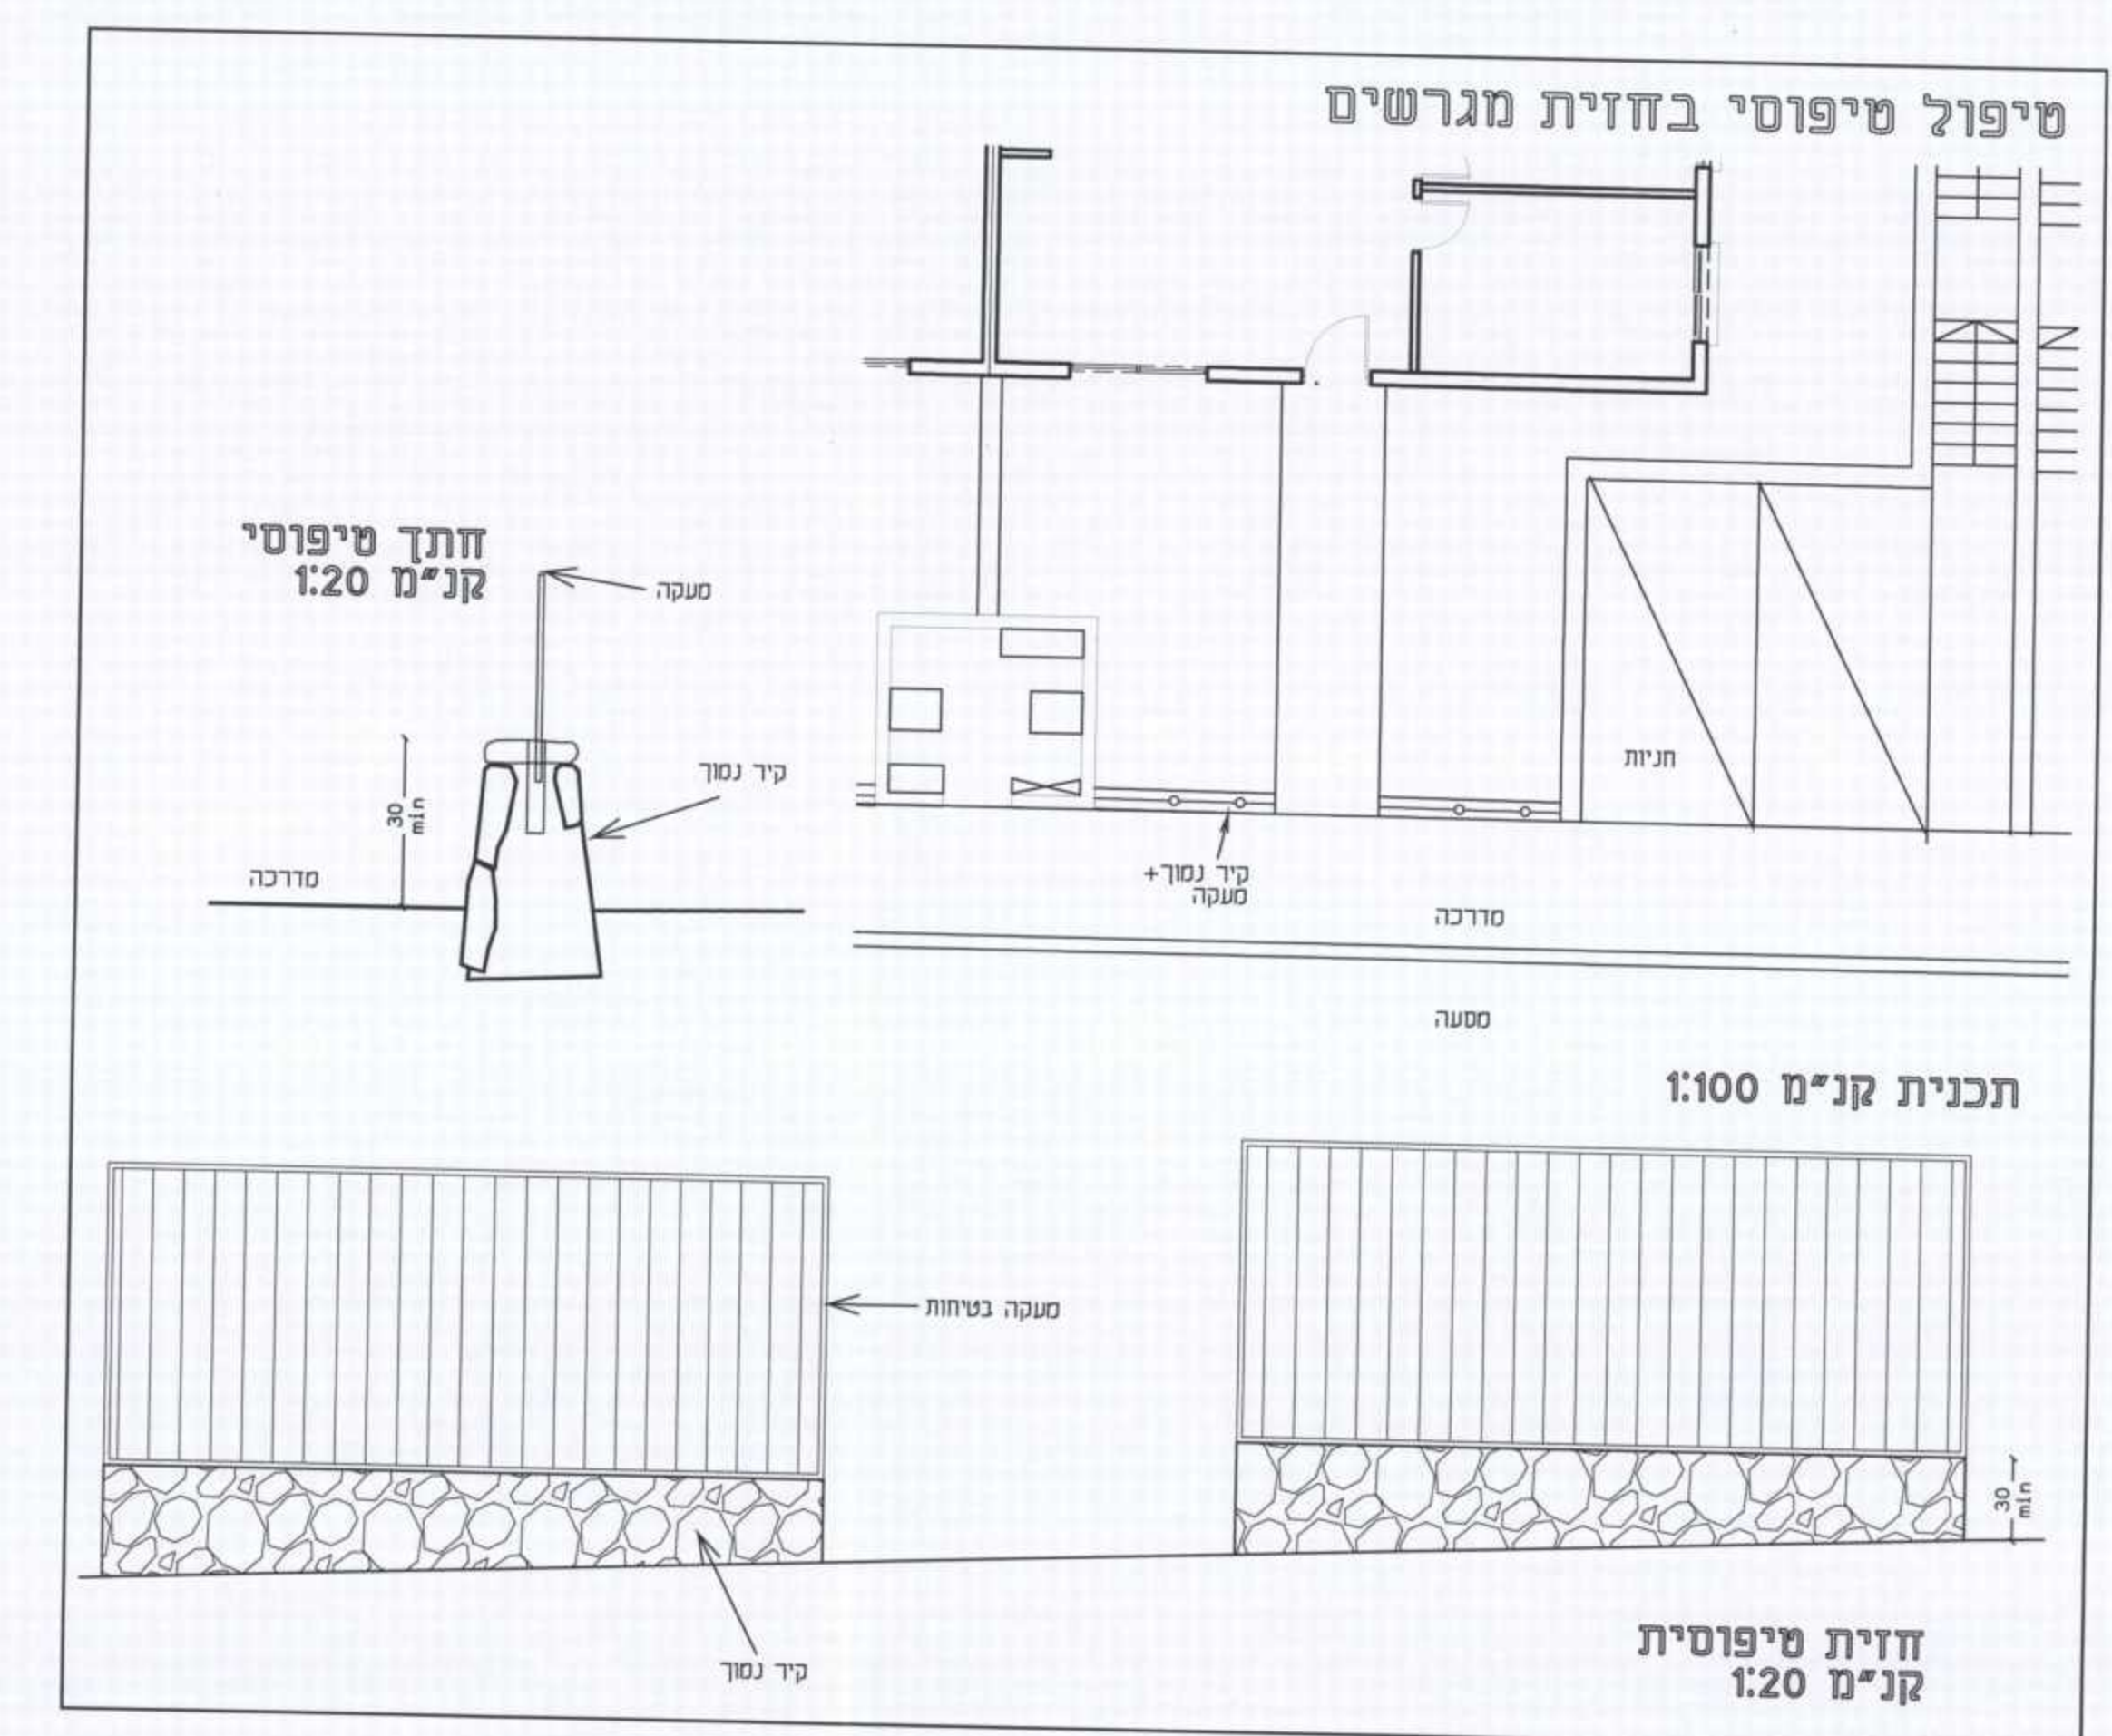 טיפול טיפוסי בחזית מגרשים
חתך טיפוסי
קנ״מ 1:20
מעקה
קיר נמוך
30
min
מדרכה
חניות
קיר נמוך+
מעקה
מדרכה
מסעה
תכנית קנ״מ 1:100
מעקה בטיחות
קיר נמוך
30
min
חזית טיפוסית
קנ״מ 1:20